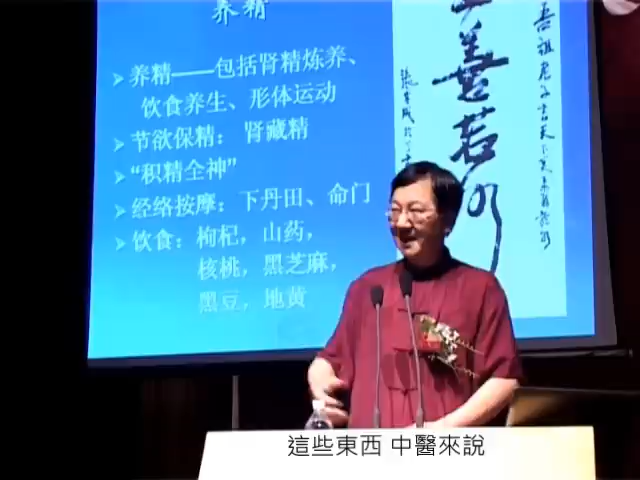 养精
养精——包括肾精炼养、
饮食养生、形体运动
节欲保精： 肾藏精
“积精全神”
经络按摩：下丹田、命门
饮食：枸杞，山药，
核桃，黑芝麻，
黑豆，地黄
善若
這些東西 中醫來說